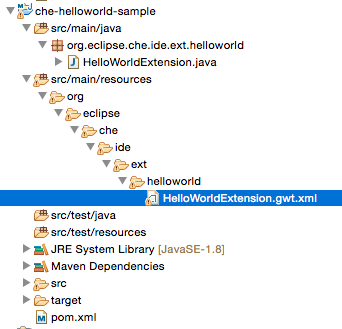 che-helloworld-sample
src/main/java
org.eclipse.che.ide.ext.helloworld
HelloWorldExtension.java
src/main/resources
org
eclipse
che
ide
ext
helloworld
HelloWorldExtension.gwt.xml
src/test/java
src/test/resources
JRE System Library [JavaSE-1.8]
Maven Dependencies
src
target
pom.xml